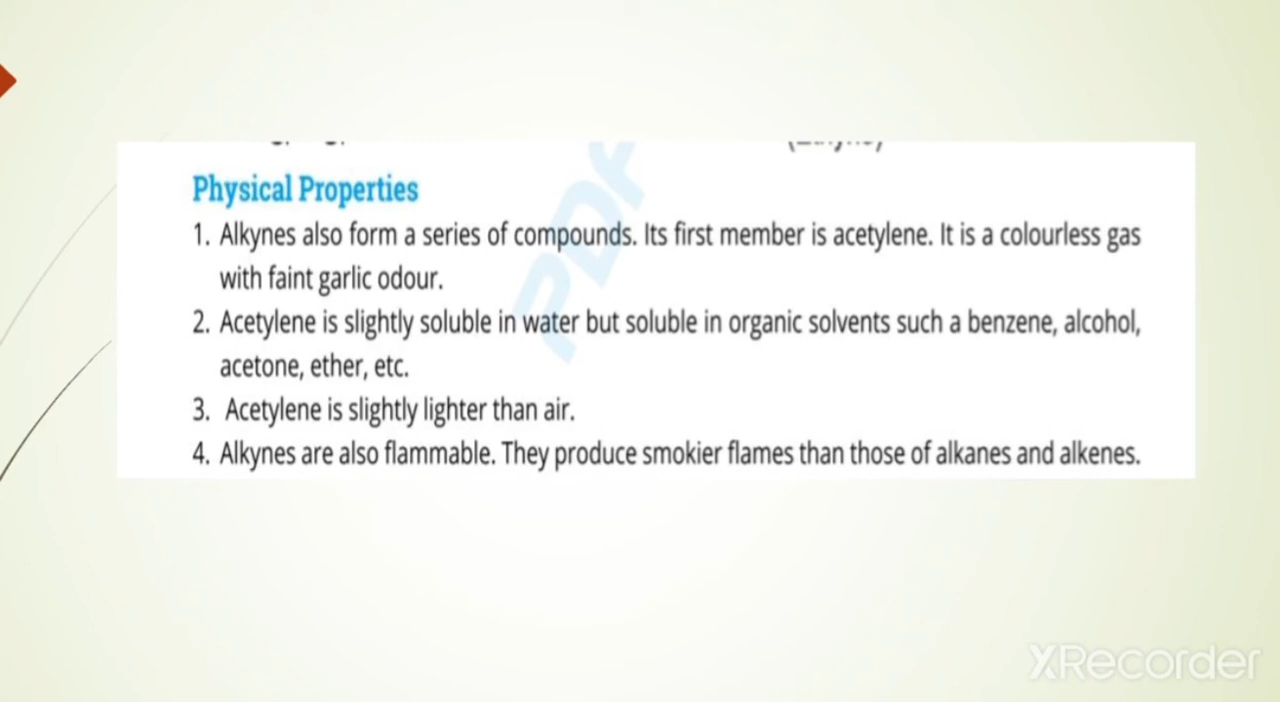 Physical Properties
1. Alkynes also form a series of compounds. Its first member is acetylene. It is a colourless gas
with faint garlic odour.
2. Acetylene is slightly soluble in water but soluble in organic solvents such a benzene, alcohol,
acetone, ether, etc.
3. Acetylene is slightly lighter than air.
4. Alkynes are also flammable. They produce smokier flames than those of alkanes and alkenes.
PDF
XRecorder